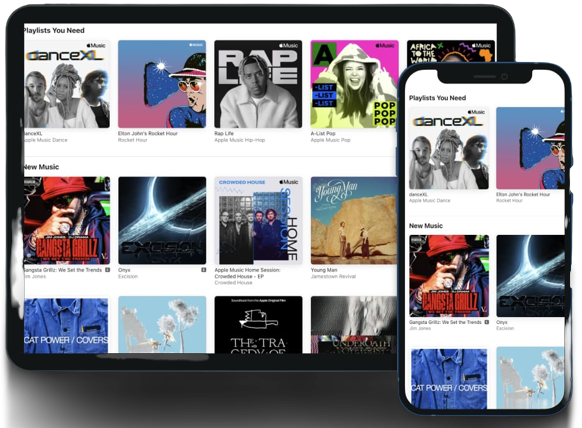 Playlists You Need
Music
danceXL
Music
Music
RAP
LIFE
Music
A
-LIST
-LIST
-LIST
POP
POP
POP
AFRICA
TO THE
WORLD
danceXL
Apple Music Dance
Elton John's Rocket Hour
Rocket Hour
Rap Life
Apple Music Hip-Hop
A-List Pop
Apple Music Pop
New Music
GANGSTA GRILLZ
EXCISION
CROWDED HOUSE
Music
HOME
SESSION
Young Man
Gangsta Grillz: We Set the Trends
Jim Jones
Onyx
Excision
Apple Music Home Session:
Crowded House - EP
Crowded House
Young Man
Jamestown Revival
CAT POWER / COVERS
Soundtrack from the Apple Original Film
THE TRA
GEDY OF
UNDEROATH
Playlists You Need
Music
danceXL
danceXL
Apple Music Dance
Elton John's Rocket Hour
Rocket Hour
New Music
GANGSTA GRILLZ
EXCISION
Gangsta Grillz: We Set the Trends
Jim Jones
Onyx
Excision
CAT POWER / COVERS